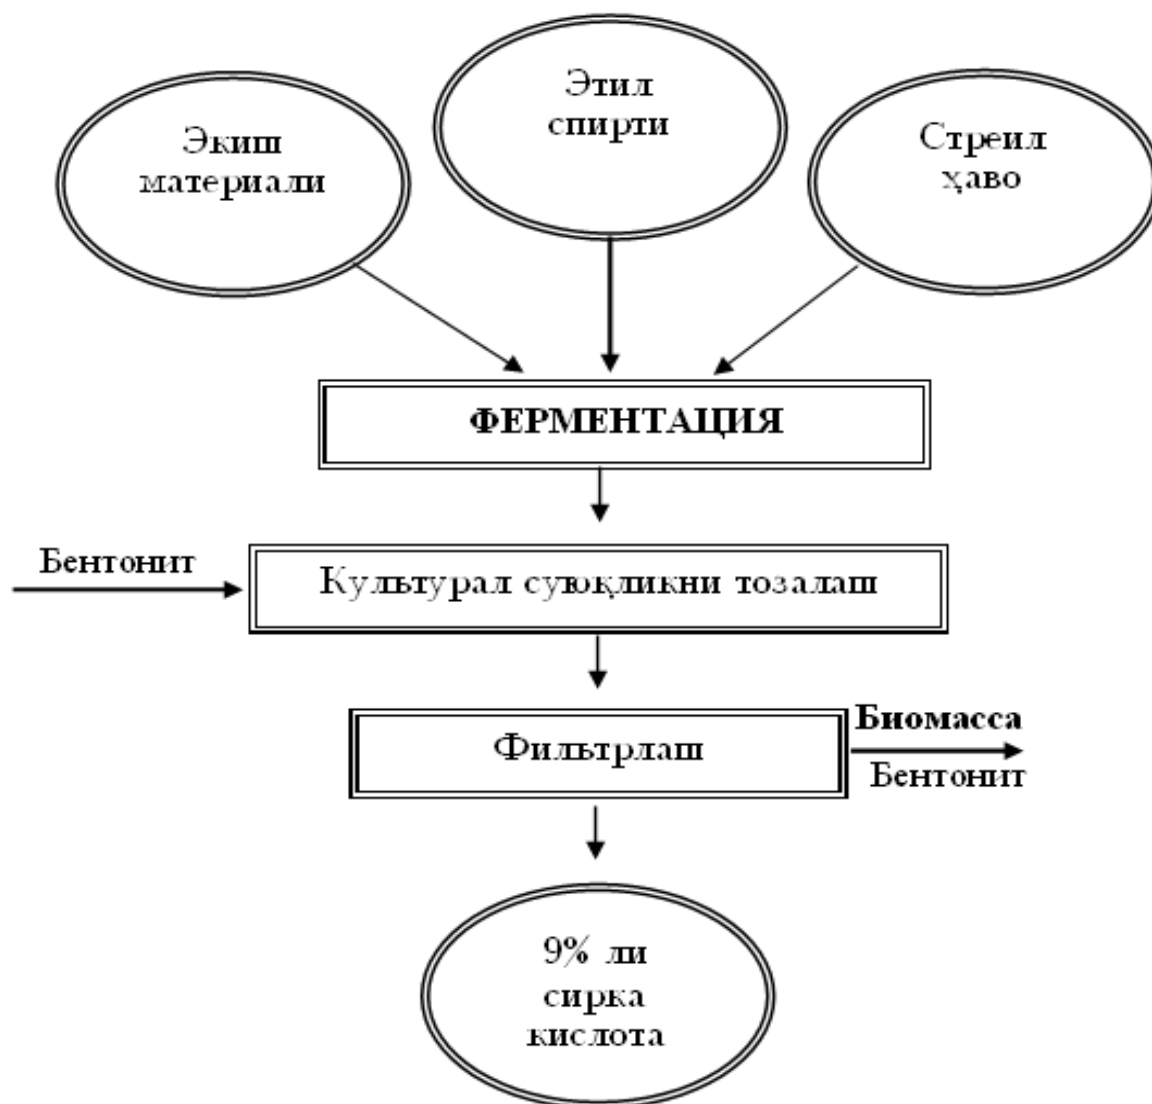 Экиш
материали
Этил
спирти
Стреил
ҳаво
ФЕРМЕНТАЦИЯ
Бентонит
Культурал суюқликни тозалаш
Фильтрлаш
Биомасса
Бентонит
9% ли
сирка
кислота